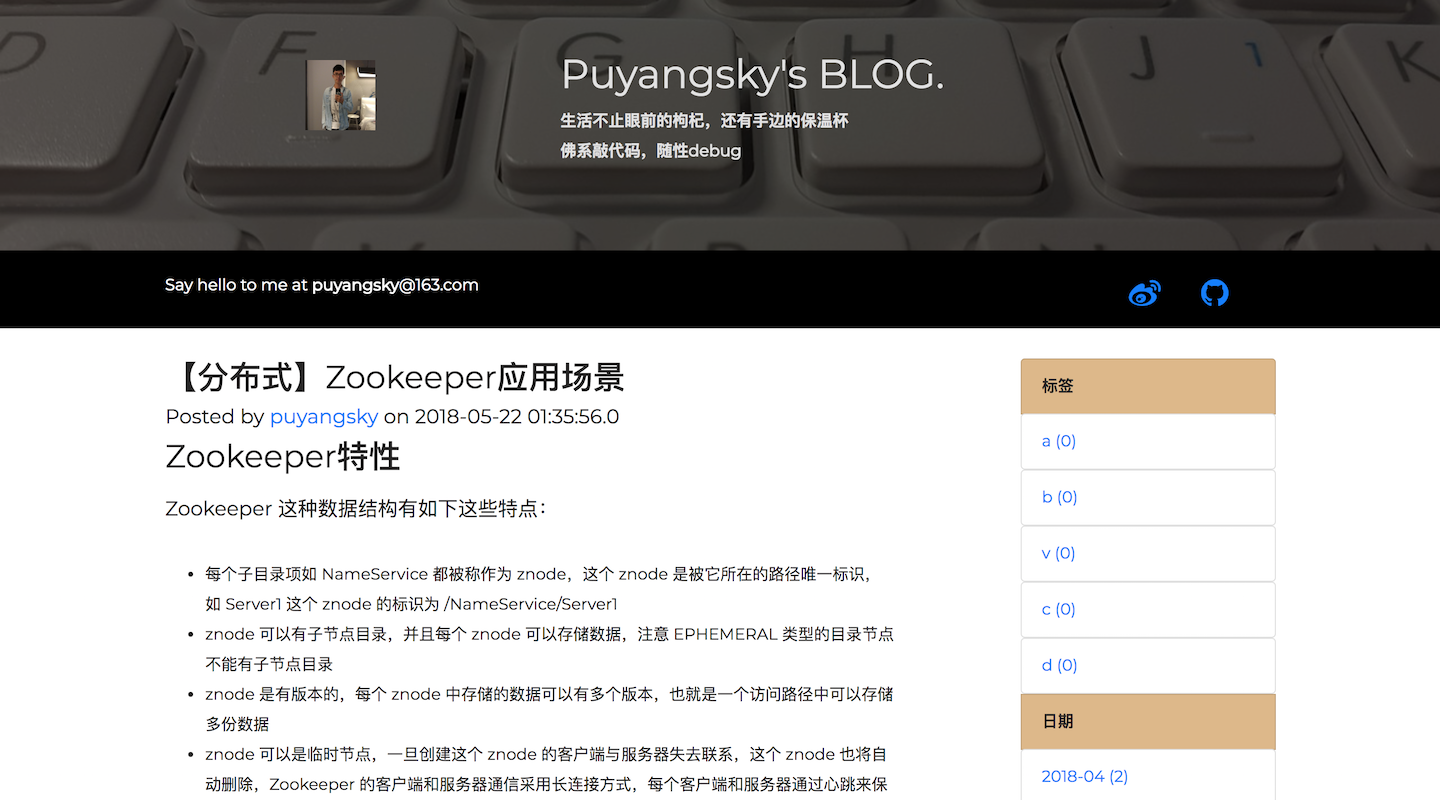 D F G H J 1 K
Puyangsky's BLOG.
生活不止眼前的枸杞，还有手边的保温杯
佛系敲代码，随性debug
Say hello to me at puyangsky@163.com
【分布式】Zookeeper应用场景
Posted by puyangsky on 2018-05-22 01:35:56.0
Zookeeper特性
Zookeeper 这种数据结构有如下这些特点：
每个子目录项如 NameService 都被称作为 znode，这个 znode 是被它所在的路径唯一标识，
如 Server1 这个 znode 的标识为 /NameService/Server1
znode 可以有子节点目录，并且每个 znode 可以存储数据，注意 EPHEMERAL 类型的目录节点
不能有子节点目录
znode 是有版本的，每个 znode 中存储的数据可以有多个版本，也就是一个访问路径中可以存储
多份数据
znode 可以是临时节点，一旦创建这个 znode 的客户端与服务器失去联系，这个 znode 也将自
动删除，Zookeeper 的客户端和服务器通信采用长连接方式，每个客户端和服务器通过心跳来保
标签
a (0)
b (0)
v (0)
c (0)
d (0)
日期
2018-04 (2)